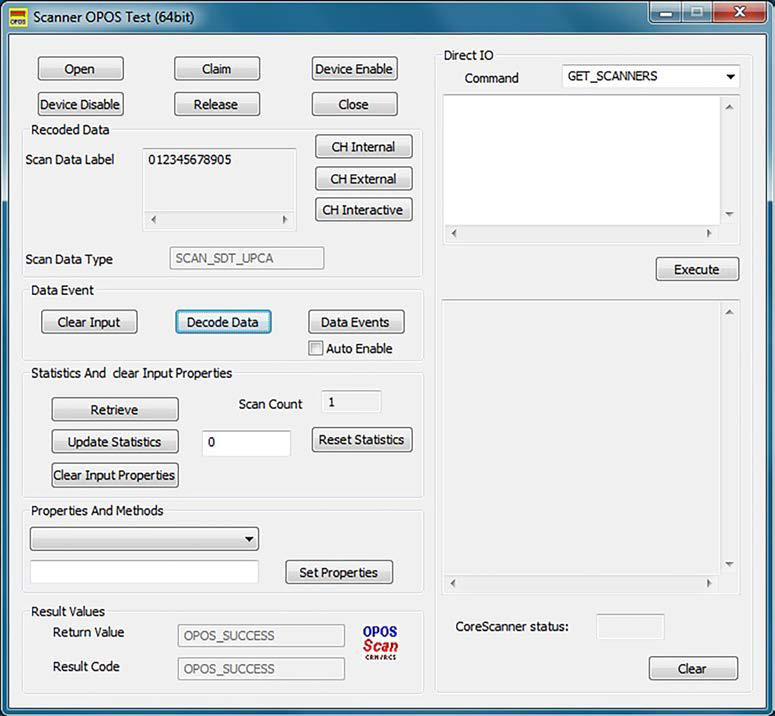 OPOS
Scanner OPOS Test (64bit)
Open
Claim
Device Enable
Device Disable
Release
Close
Recoded Data
Scan Data Label
012345678905
CH Internal
CH External
CH Interactive
Scan Data Type
SCAN_SDT_UPCA
Data Event
Clear Input
Decode Data
Data Events
Auto Enable
Statistics And clear Input Properties
Retrieve
Scan Count
1
Update Statistics
0
Reset Statistics
Clear Input Properties
Properties And Methods
Set Properties
Result Values
Return Value
OPOS_SUCCESS
Result Code
OPOS_SUCCESS
OPOS
Scan
CRM/RCS
Direct IO
Command
GET_SCANNERS
Execute
CoreScanner status:
Clear